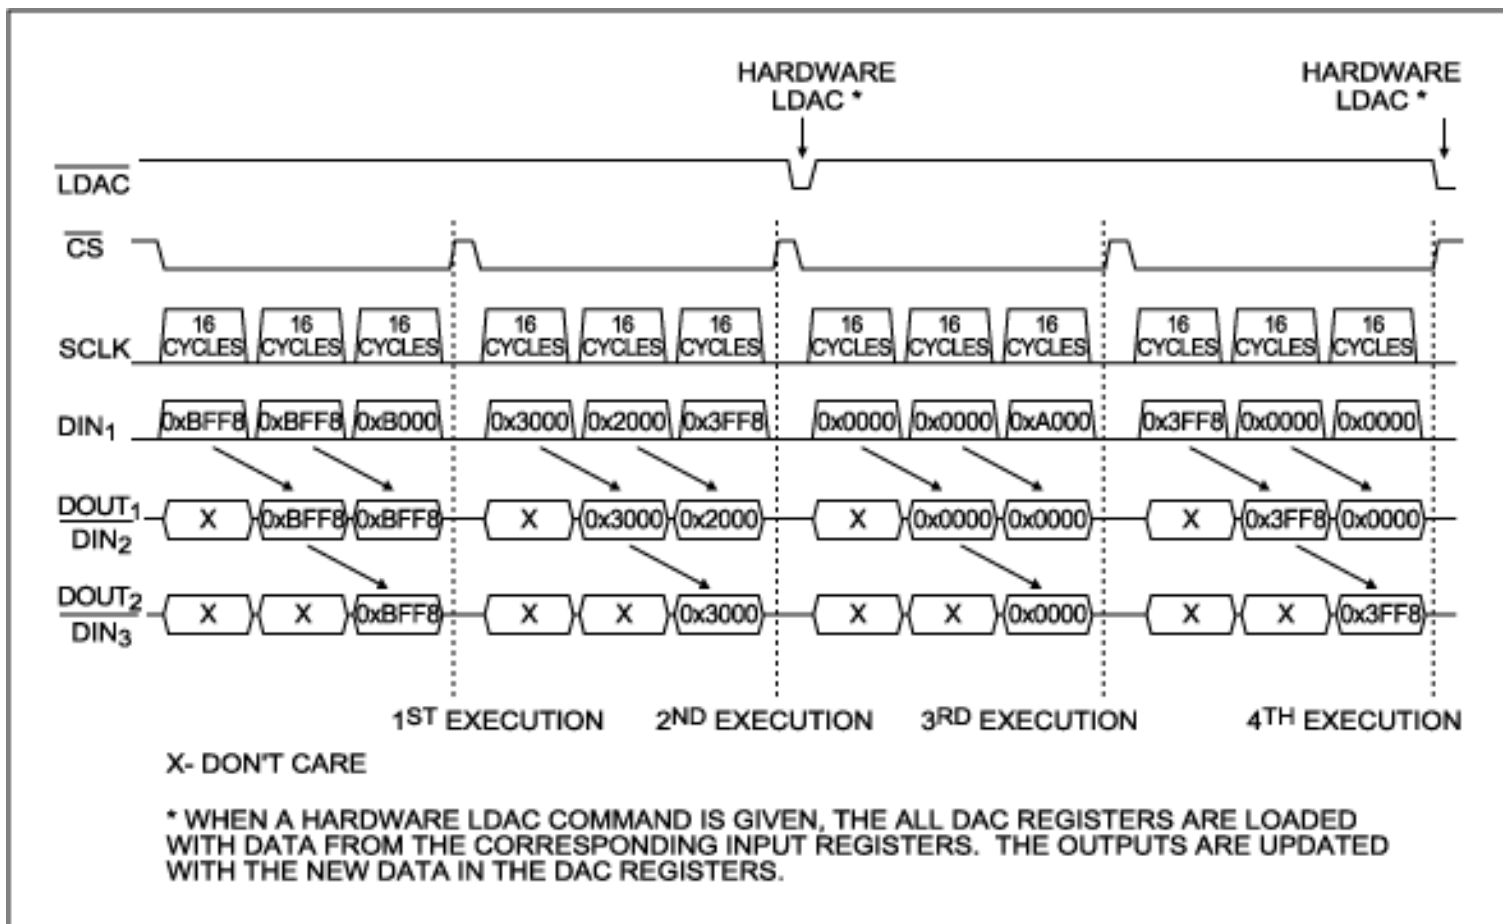 HARDWARE HARDWARE
LDAC * LDAC *
LDAC
CS
16 16 16 16 16 16 16 16 16 16 16 16
SCLK CYCLES CYCLES CYCLES CYCLES CYCLES CYCLES CYCLES CYCLES CYCLES CYCLES CYCLES CYCLES
DIN1 0xBFF8 0xBFF8 0xB000 0x3000 0x2000 0x3FF8 0x0000 0x0000 0xA000 0x3FF8 0x0000 0x0000
DOUT1
DIN2
X 0xBFF8 0xBFF8 X 0x3000 0x2000 X 0x0000 0x0000 X 0x3FF8 0x0000
DOUT2
DIN3
X X 0xBFF8 X X 0x3000 X X 0x0000 X X 0x3FF8
1ST EXECUTION 2ND EXECUTION 3RD EXECUTION 4TH EXECUTION
X- DON'T CARE
* WHEN A HARDWARE LDAC COMMAND IS GIVEN, THE ALL DAC REGISTERS ARE LOADED
WITH DATA FROM THE CORRESPONDING INPUT REGISTERS. THE OUTPUTS ARE UPDATED
WITH THE NEW DATA IN THE DAC REGISTERS.